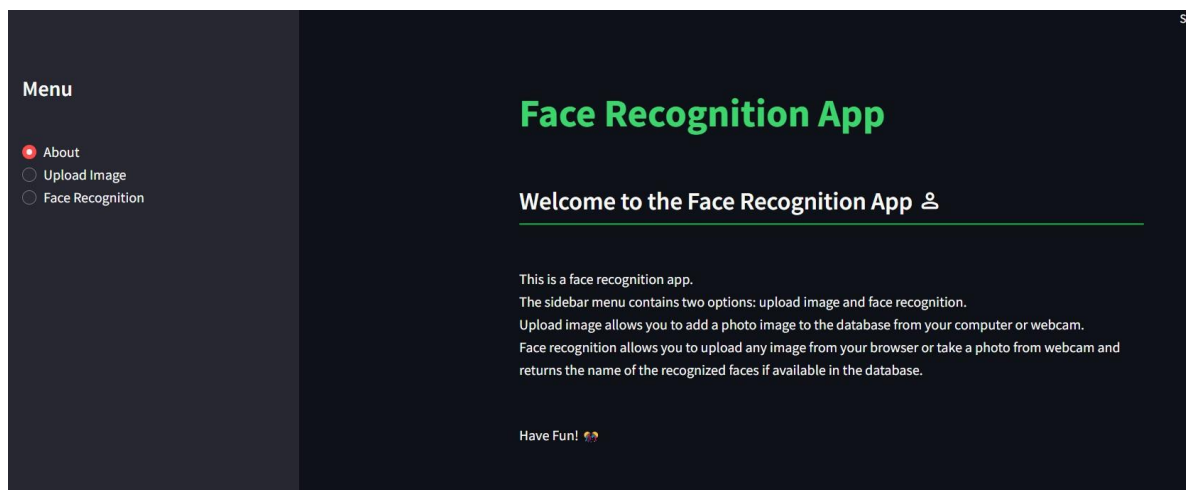 S
Menu
About
Upload Image
Face Recognition
Face Recognition App
Welcome to the Face Recognition App
This is a face recognition app.
The sidebar menu contains two options: upload image and face recognition.
Upload image allows you to add a photo image to the database from your computer or webcam.
Face recognition allows you to upload any image from your browser or take a photo from webcam and
returns the name of the recognized faces if available in the database.
Have Fun!